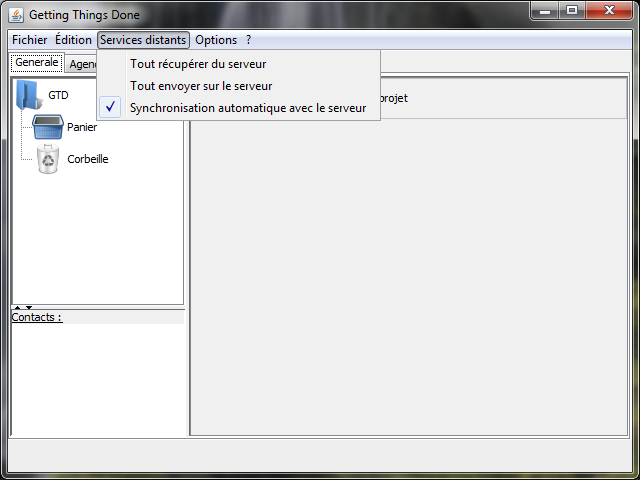 Getting Things Done
Fichier Édition Services distants Options ?
Generale Agen
Tout récupérer du serveur
Tout envoyer sur le serveur
Synchronisation automatique avec le serveur
GTD
projet
Panier
Corbeille
Contacts :